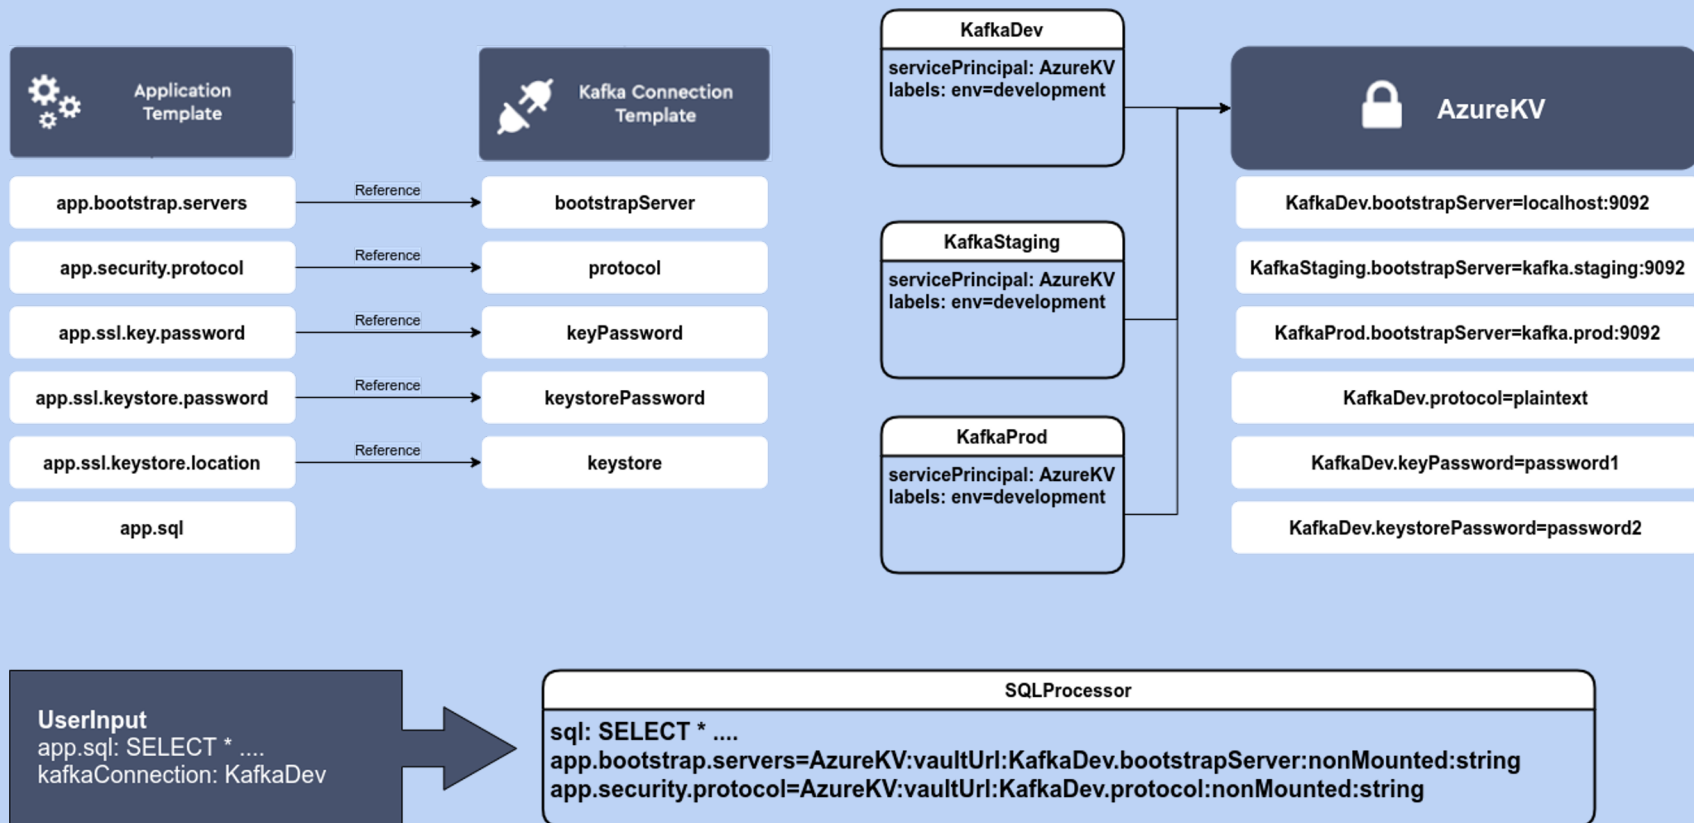 Application
Template
app.bootstrap.servers
app.security.protocol
app.ssl.key.password
app.ssl.keystore.password
app.ssl.keystore.location
app.sql
Reference
Reference
Reference
Reference
Reference
Kafka Connection
Template
bootstrapServer
protocol
keyPassword
keystorePassword
keystore
KafkaDev
servicePrincipal: AzureKV
labels: env=development
KafkaStaging
servicePrincipal: AzureKV
labels: env=development
KafkaProd
servicePrincipal: AzureKV
labels: env=development
AzureKV
KafkaDev.bootstrapServer=localhost:9092
KafkaStaging.bootstrapServer=kafka.staging:9092
KafkaProd.bootstrapServer=kafka.prod:9092
KafkaDev.protocol=plaintext
KafkaDev.keyPassword=password1
KafkaDev.keystorePassword=password2
UserInput
app.sql: SELECT * ....
kafkaConnection: KafkaDev
SQLProcessor
sql: SELECT * ....
app.bootstrap.servers=AzureKV:vaultUrl:KafkaDev.bootstrapServer:nonMounted:string
app.security.protocol=AzureKV:vaultUrl:KafkaDev.protocol:nonMounted:string